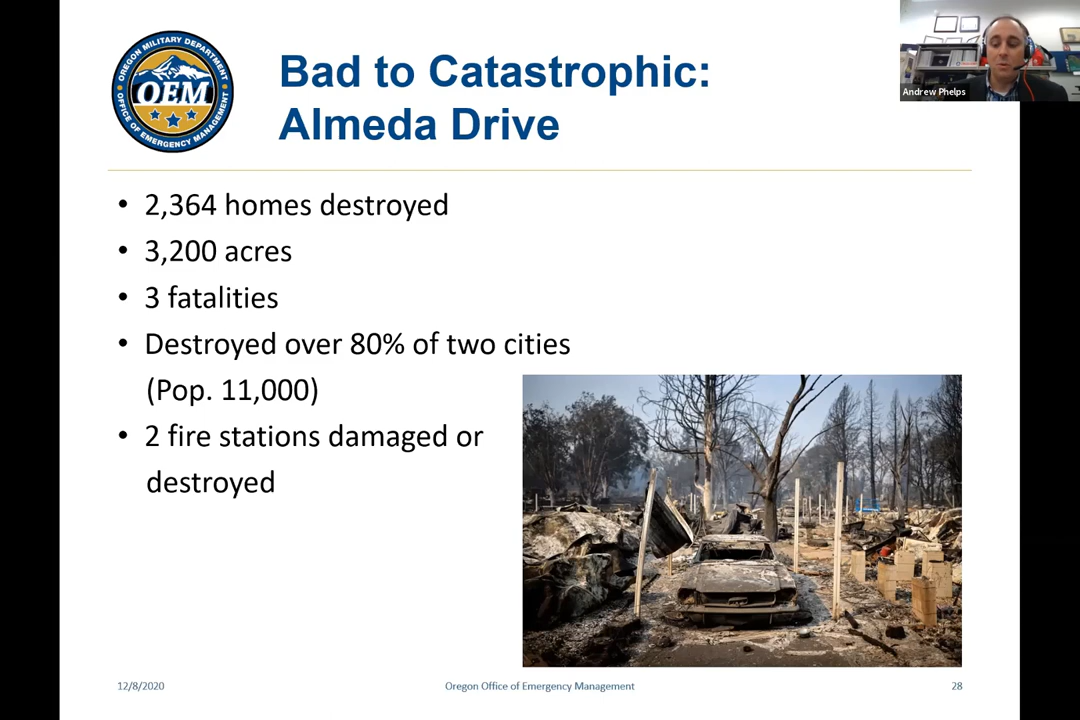 OREGON MILITARY DEPARTMENT
OEM
OFFICE OF EMERGENCY MANAGEMENT
Bad to Catastrophic:
Almeda Drive
Andrew Phelps
• 2,364 homes destroyed
• 3,200 acres
• 3 fatalities
• Destroyed over 80% of two cities
(Pop. 11,000)
• 2 fire stations damaged or
destroyed
12/8/2020
Oregon Office of Emergency Management
28